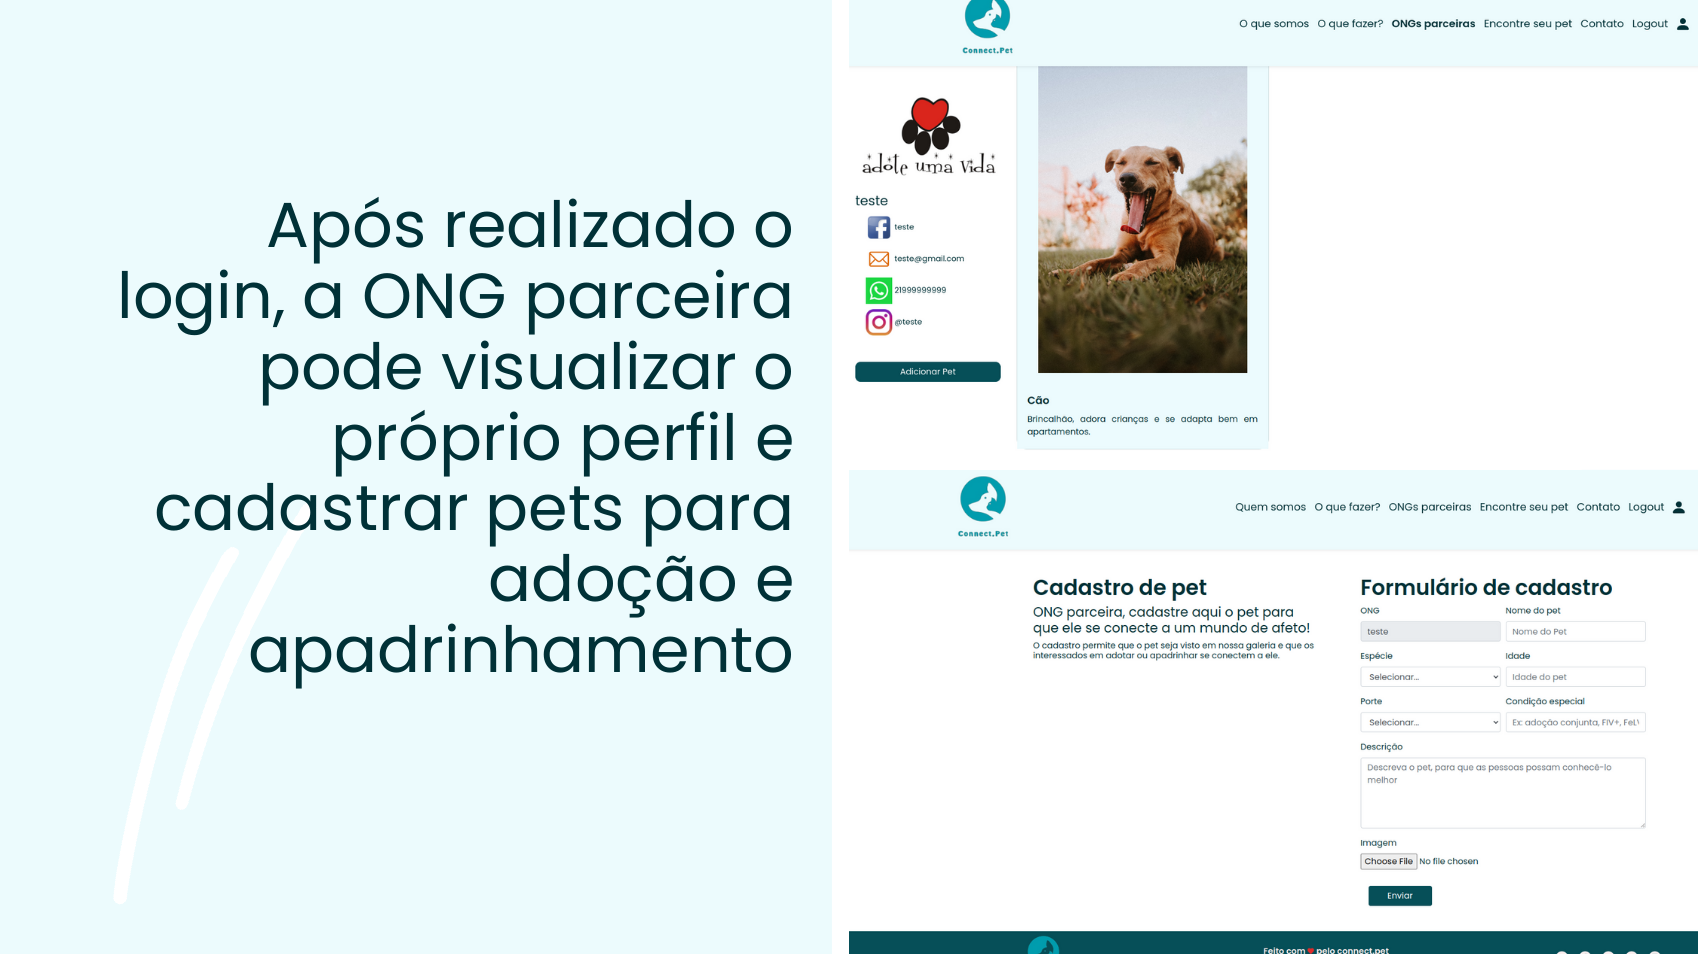 Após realizado o
login, a ONG parceira
pode visualizar o
próprio perfil e
cadastrar pets para
adoção e
apadrinhamento
Connect.Pet
O que somos O que fazer? ONGs parceiras Encontre seu pet Contato Logout
adote uma vida
teste
teste
teste@gmail.com
21999999999
@teste
Adicionar Pet
Cão
Brincalhão, adora crianças e se adapta bem em
apartamentos.
Connect.Pet
Quem somos O que fazer? ONGs parceiras Encontre seu pet Contato Logout
Cadastro de pet
ONG parceira, cadastre aqui o pet para
que ele se conecte a um mundo de afeto!
O cadastro permite que o pet seja visto em nossa galeria e que os
interessados em adotar ou apadrinhar se conectem a ele.
Formulário de cadastro
ONG Nome do pet
teste Nome do Pet
Espécie Idade
Selecionar... Idade do pet
Porte Condição especial
Selecionar... Ex: adoção conjunta, FIV+, FeL
Descrição
Descreva o pet, para que as pessoas possam conhecê-lo
melhor
Imagem
Choose File No file chosen
Enviar
Feito com ♥ pelo connect.pet